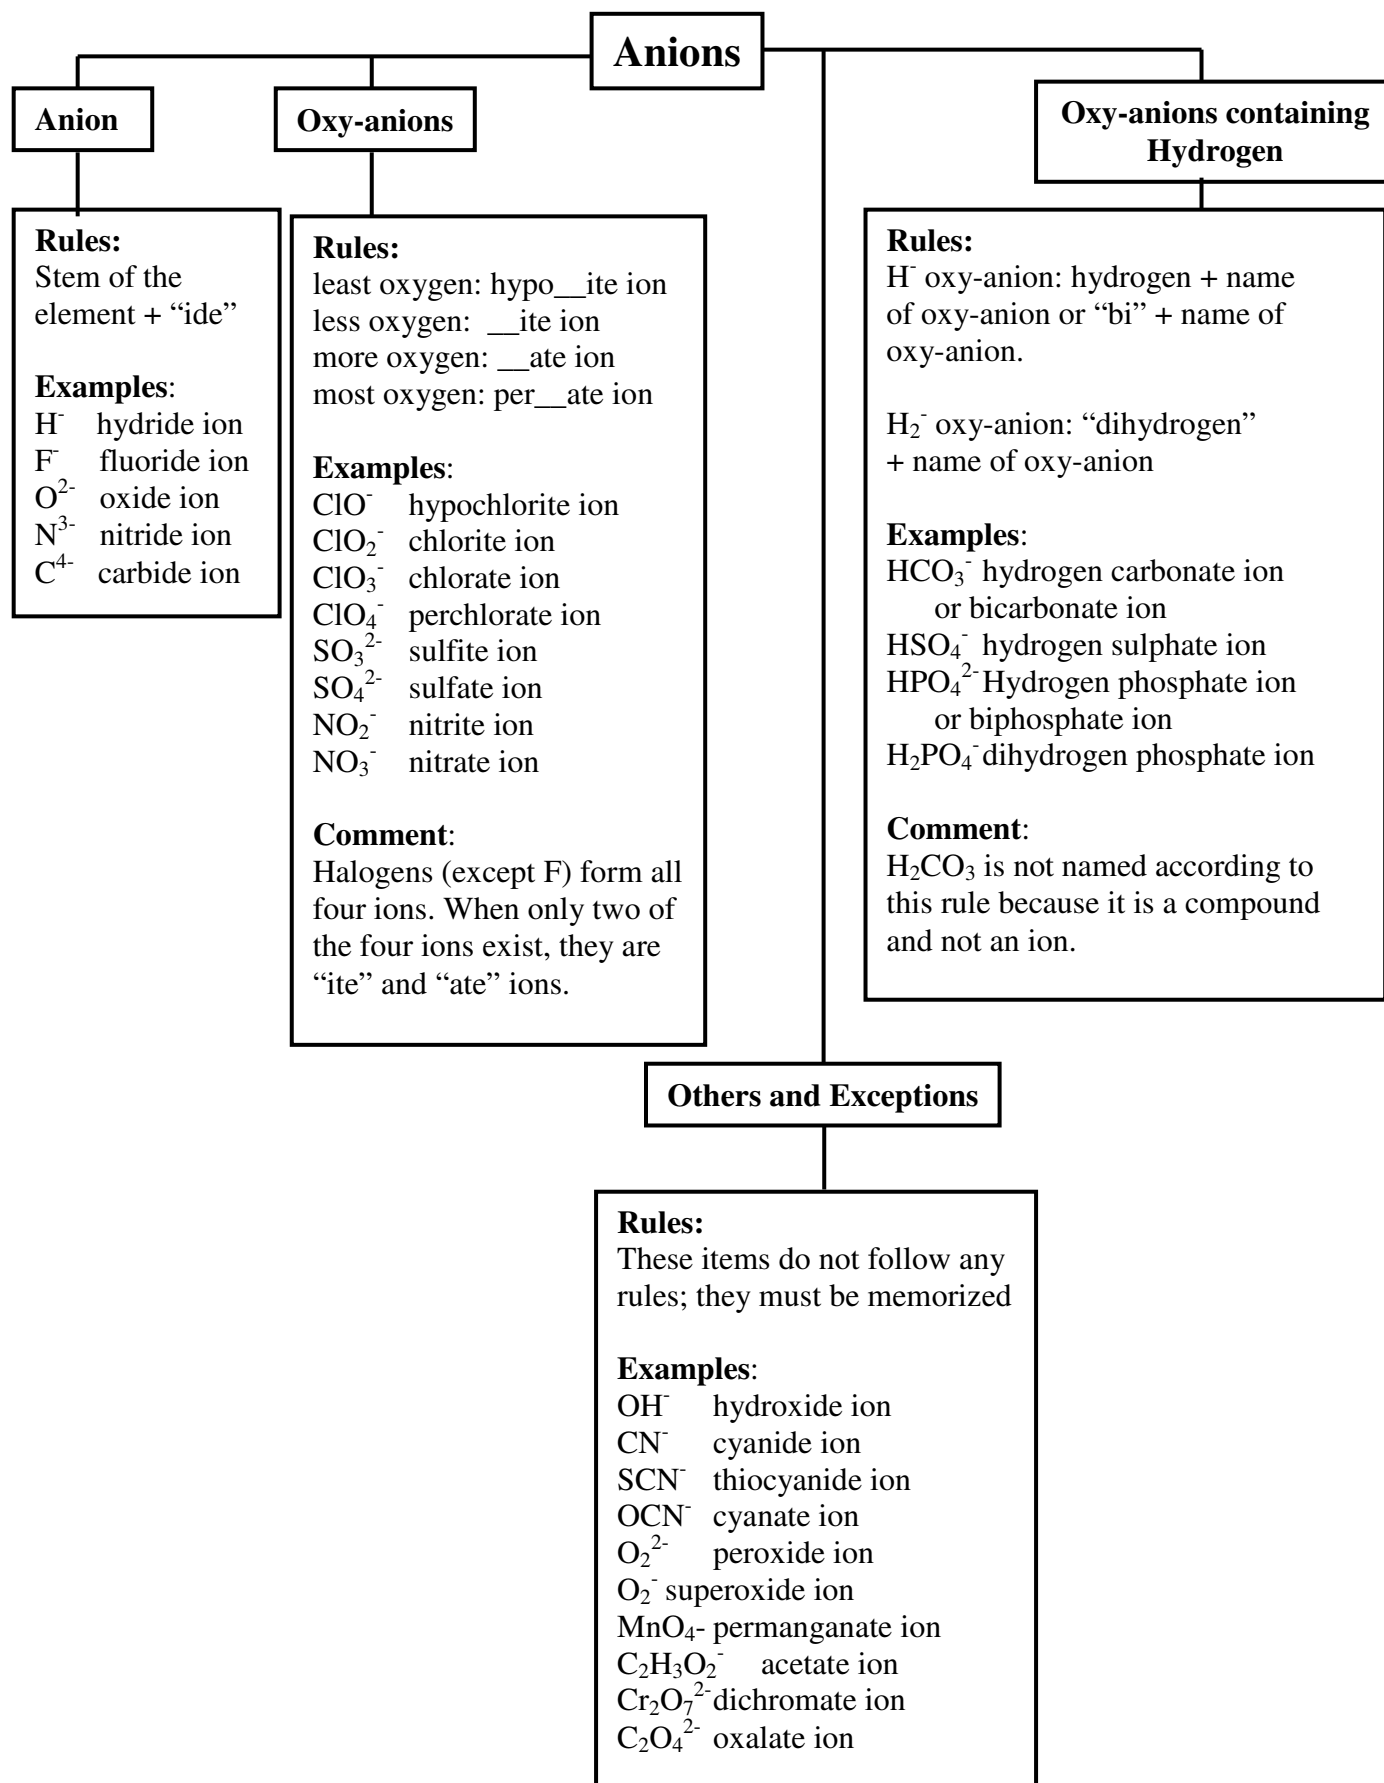 Anions
Anion
Rules:
Stem of the
element + “ide”
Examples:
H⁻ hydride ion
F⁻ fluoride ion
O²⁻ oxide ion
N³⁻ nitride ion
C⁴⁻ carbide ion
Oxy-anions
Rules:
least oxygen: hypo__ite ion
less oxygen: __ite ion
more oxygen: __ate ion
most oxygen: per__ate ion
Examples:
ClO⁻ hypochlorite ion
ClO₂⁻ chlorite ion
ClO₃⁻ chlorate ion
ClO₄⁻ perchlorate ion
SO₃²⁻ sulfite ion
SO₄²⁻ sulfate ion
NO₂⁻ nitrite ion
NO₃⁻ nitrate ion
Comment:
Halogens (except F) form all
four ions. When only two of
the four ions exist, they are
“ite” and “ate” ions.
Oxy-anions containing
Hydrogen
Rules:
H⁻ oxy-anion: hydrogen + name
of oxy-anion or “bi” + name of
oxy-anion.
H₂⁻ oxy-anion: “dihydrogen”
+ name of oxy-anion
Examples:
HCO₃⁻ hydrogen carbonate ion
or bicarbonate ion
HSO₄⁻ hydrogen sulphate ion
HPO₄²⁻ Hydrogen phosphate ion
or biphosphate ion
H₂PO₄⁻ dihydrogen phosphate ion
Comment:
H₂CO₃ is not named according to
this rule because it is a compound
and not an ion.
Others and Exceptions
Rules:
These items do not follow any
rules; they must be memorized
Examples:
OH⁻ hydroxide ion
CN⁻ cyanide ion
SCN⁻ thiocyanide ion
OCN⁻ cyanate ion
O₂²⁻ peroxide ion
O₂⁻ superoxide ion
MnO₄- permanganate ion
C₂H₃O₂⁻ acetate ion
Cr₂O₇²⁻ dichromate ion
C₂O₄²⁻ oxalate ion